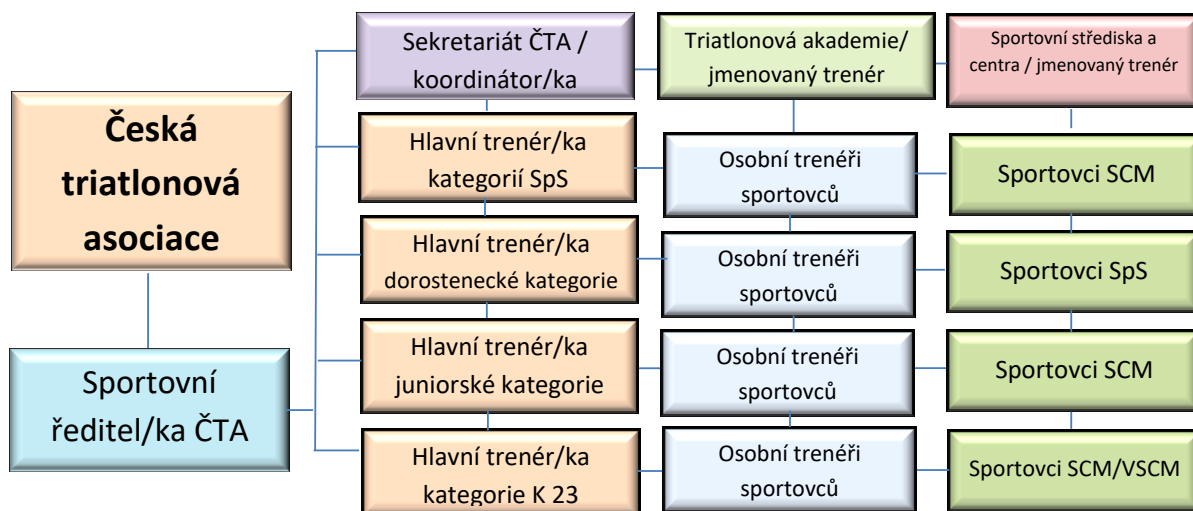 Česká
triatlonová
asociace
Sportovní
ředitel/ka ČTA
Sekretariát ČTA /
koordinátor/ka
Triatlonová akademie/
jmenovaný trenér
Sportovní střediska a
centra / jmenovaný trenér
Hlavní trenér/ka
kategorií SpS
Osobní trenéři
sportovců
Sportovci SCM
Hlavní trenér/ka
dorostenecké kategorie
Osobní trenéři
sportovců
Sportovci SpS
Hlavní trenér/ka
juniorské kategorie
Osobní trenéři
sportovců
Sportovci SCM
Hlavní trenér/ka
kategorie K 23
Osobní trenéři
sportovců
Sportovci SCM/VSCM